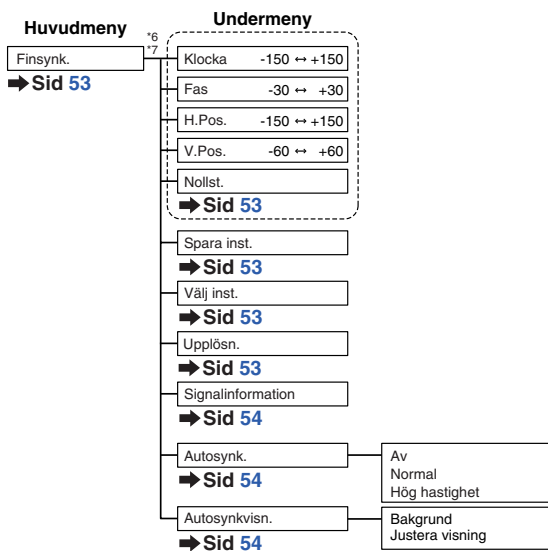 Huvudmeny
Undermeny
*6
*7
Finsynk.
➡ Sid 53
Klocka -150 ↔ +150
Fas -30 ↔ +30
H.Pos. -150 ↔ +150
V.Pos. -60 ↔ +60
Nollst.
➡ Sid 53
Spara inst.
➡ Sid 53
Välj inst.
➡ Sid 53
Upplösn.
➡ Sid 53
Signalinformation
➡ Sid 54
Autosynk.
➡ Sid 54
Av
Normal
Hög hastighet
Autosynkvisn.
➡ Sid 54
Bakgrund
Justera visning